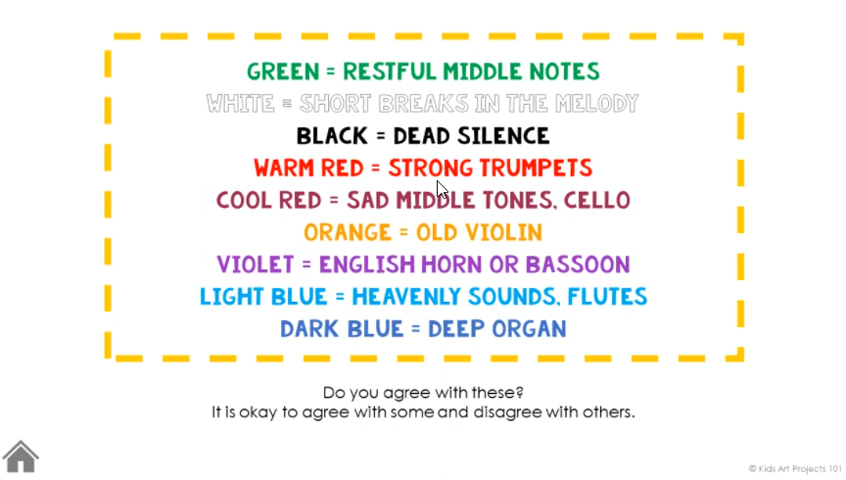 GREEN = RESTFUL MIDDLE NOTES
WHITE = SHORT BREAKS IN THE MELODY
BLACK = DEAD SILENCE
WARM RED = STRONG TRUMPETS
COOL RED = SAD MIDDLE TONES, CELLO
ORANGE = OLD VIOLIN
VIOLET = ENGLISH HORN OR BASSOON
LIGHT BLUE = HEAVENLY SOUNDS, FLUTES
DARK BLUE = DEEP ORGAN
Do you agree with these?
It is okay to agree with some and disagree with others.
© Kids Art Projects 101